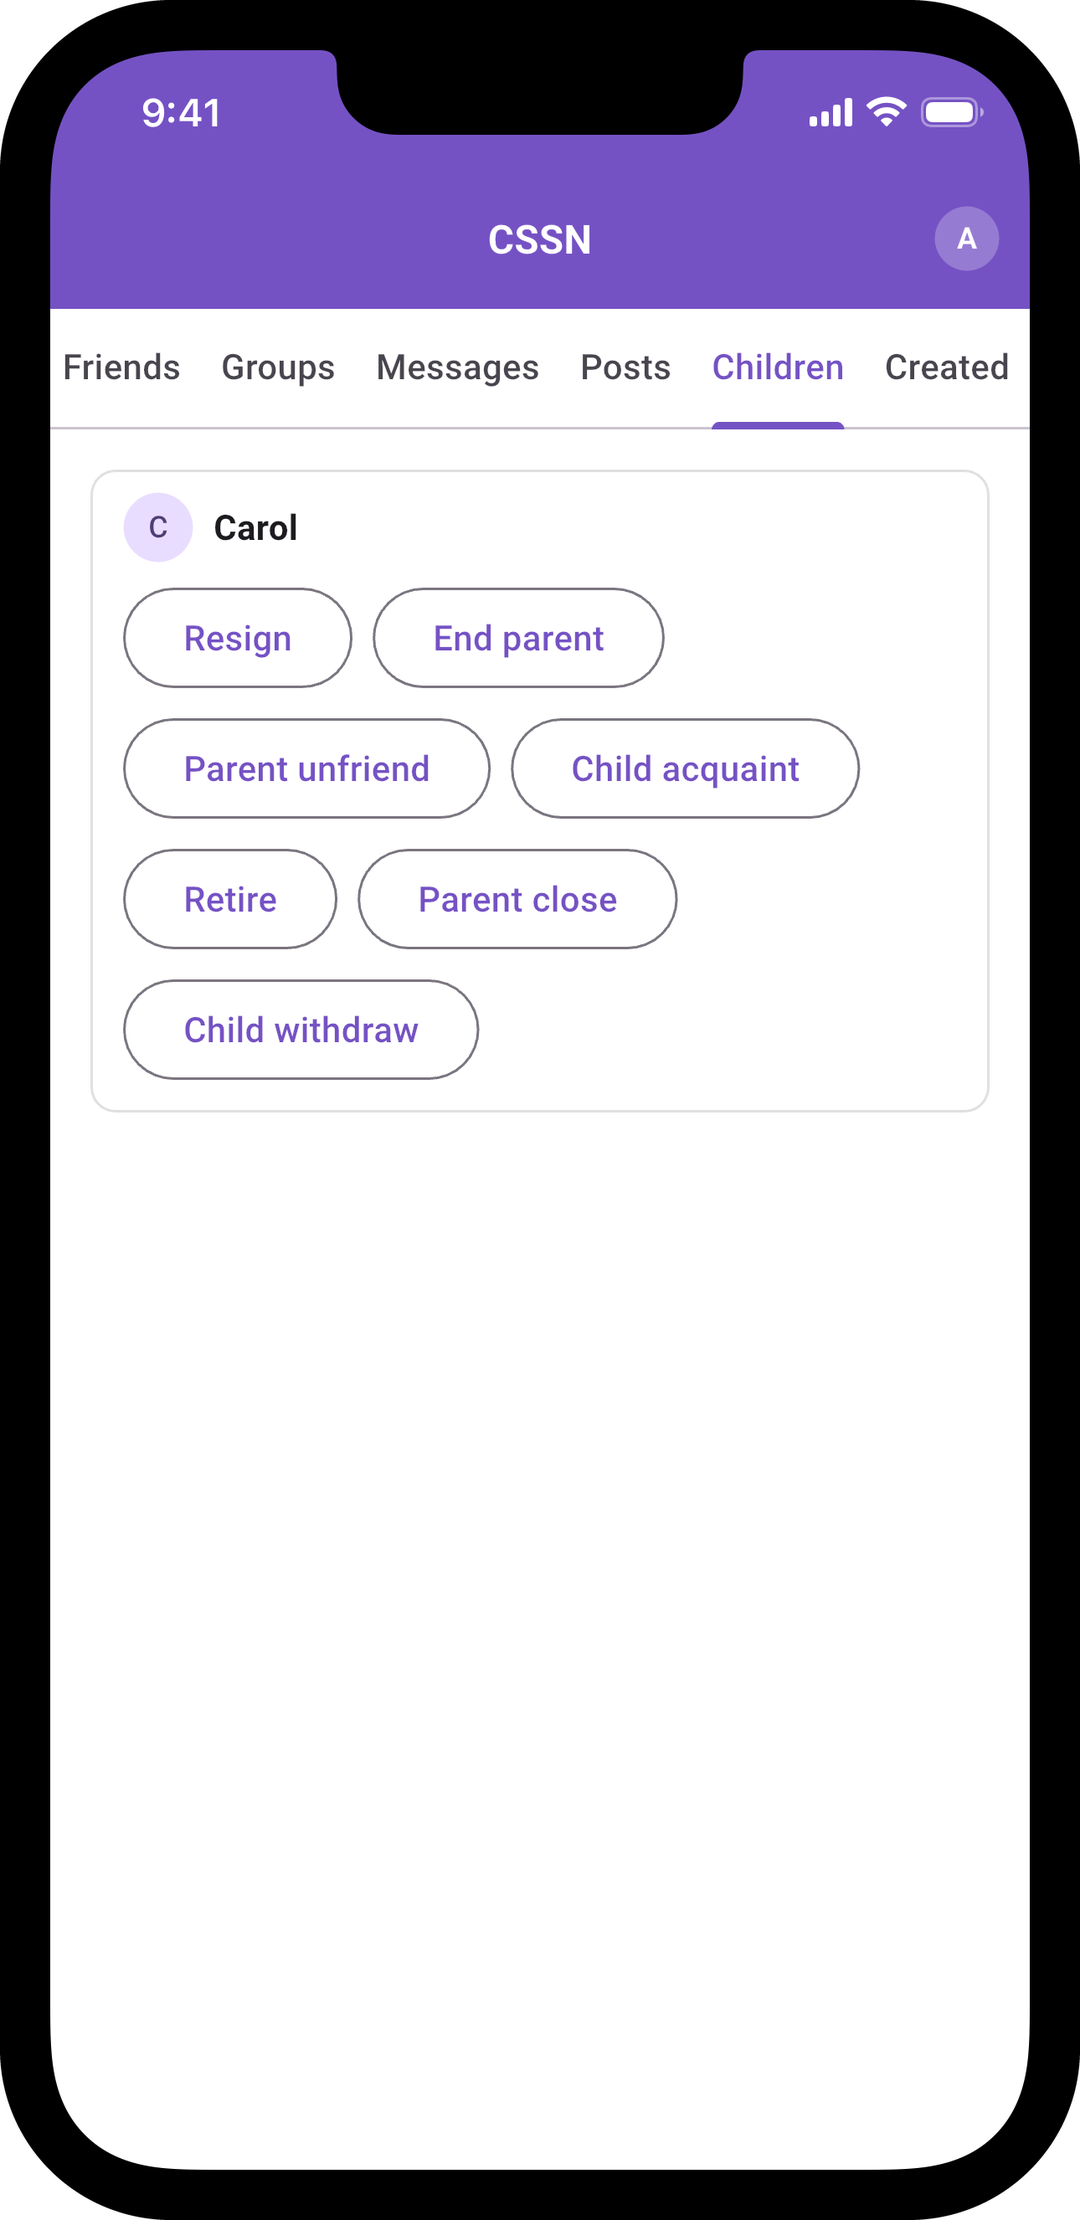 9:41
CSSN
A
Friends Groups Messages Posts Children Created
C Carol
Resign End parent
Parent unfriend Child acquaint
Retire Parent close
Child withdraw